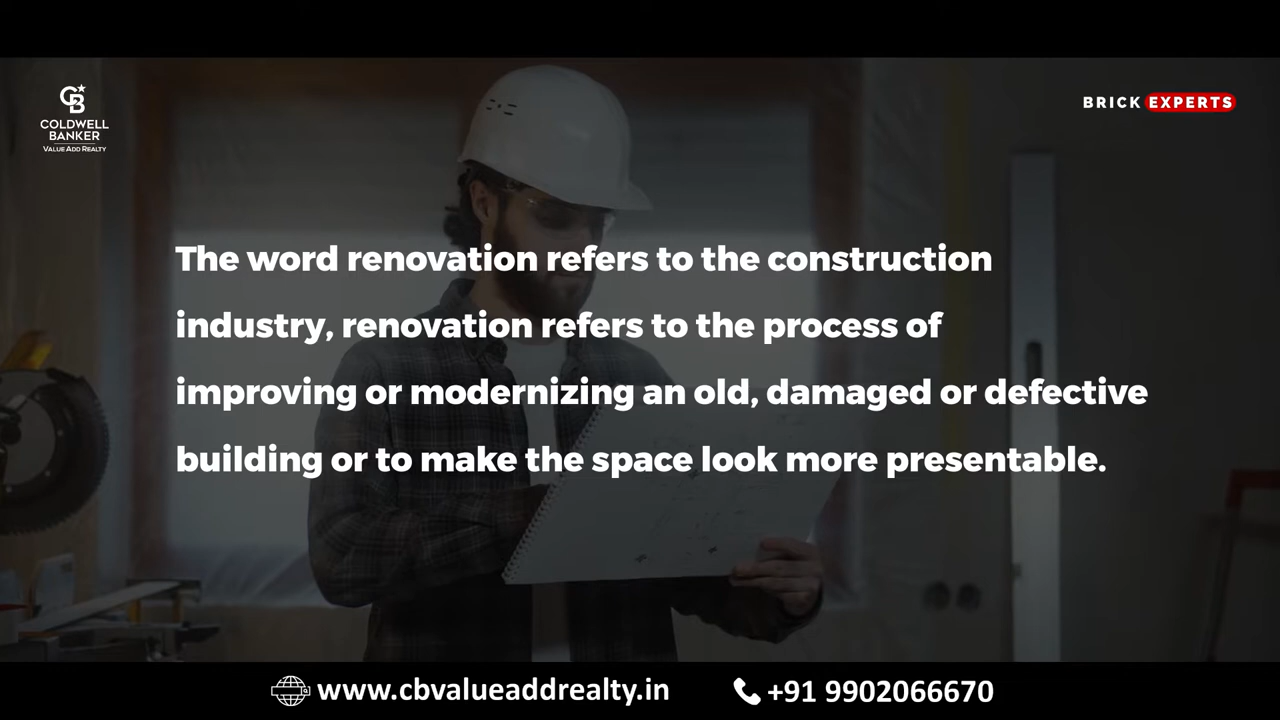 CB
COLDWELL
BANKER
VALUE ADD REALTY
BRICK EXPERTS
The word renovation refers to the construction
industry, renovation refers to the process of
improving or modernizing an old, damaged or defective
building or to make the space look more presentable.
www.cbvalueaddrealty.in +91 9902066670